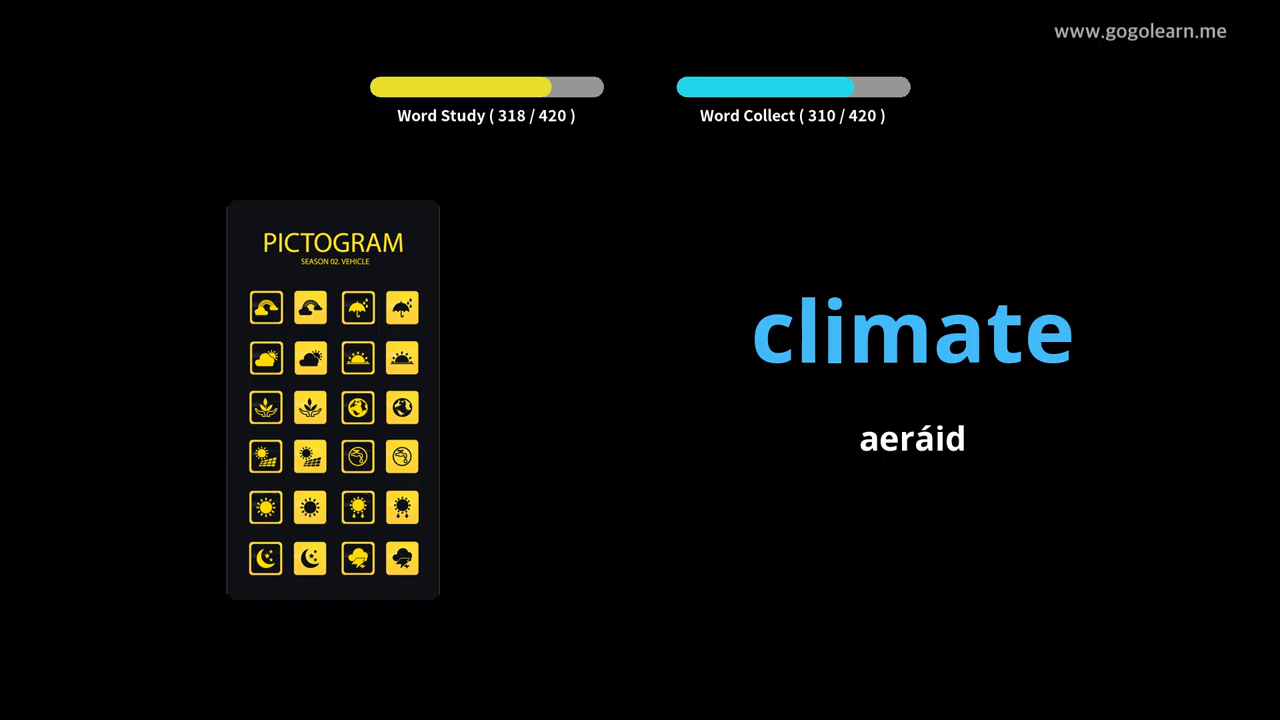 www.gogolearn.me
Word Study ( 318 / 420 )
Word Collect ( 310 / 420 )
PICTOGRAM
SEASON 02. VEHICLE
climate
aeráid